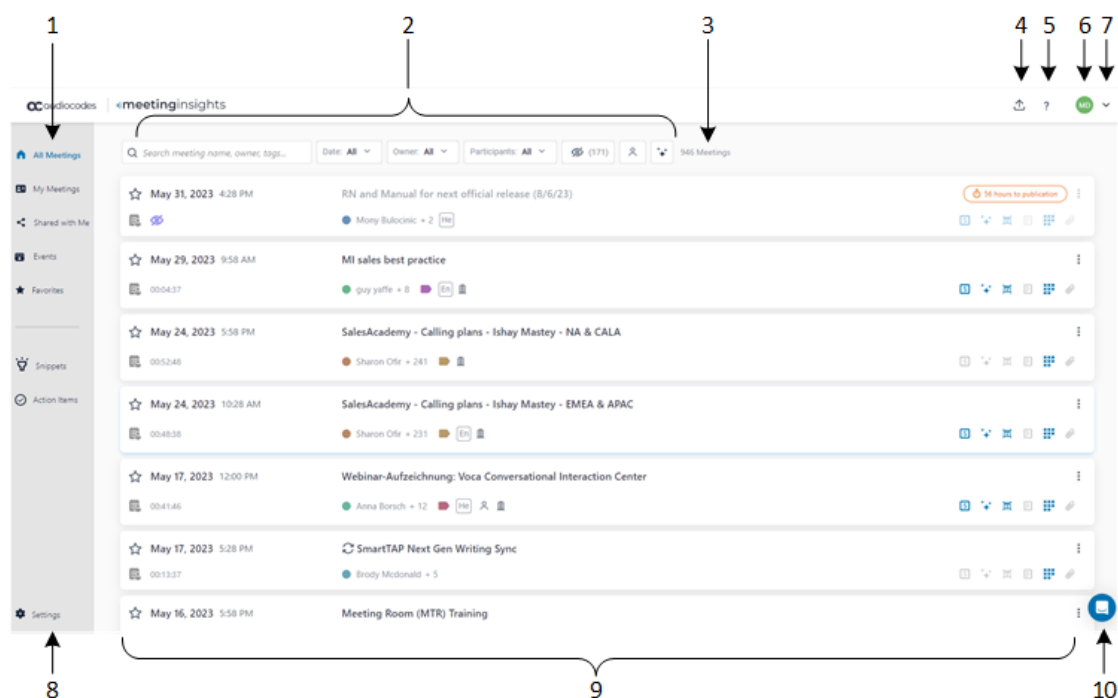 1 2 3 4 5 6 7
audiocodes meetinginsights ? MD
All Meetings
My Meetings
Shared with Me
Events
Favorites
Snippets
Action Items
Settings
Search meeting name, owner, tags... Date: All Owner: All Participants: All (171) 946 Meetings
May 31, 2023 4:28 PM RN and Manual for next official release (8/6/23) 56 hours to publication
Mony Bulocinic + 2 He
May 29, 2023 9:58 AM MI sales best practice
00:04:37 guy yaffe + 8 En
May 24, 2023 5:58 PM SalesAcademy - Calling plans - Ishay Mastey - NA & CALA
00:52:48 Sharon Ofir + 241
May 24, 2023 10:28 AM SalesAcademy - Calling plans - Ishay Mastey - EMEA & APAC
00:48:38 Sharon Ofir + 231 En
May 17, 2023 12:00 PM Webinar-Aufzeichnung: Voca Conversational Interaction Center
00:41:46 Anna Borsch + 12 He
May 17, 2023 5:28 PM SmartTAP Next Gen Writing Sync
00:13:37 Brody Mcdonald + 5
May 16, 2023 5:58 PM Meeting Room (MTR) Training
8 9 10